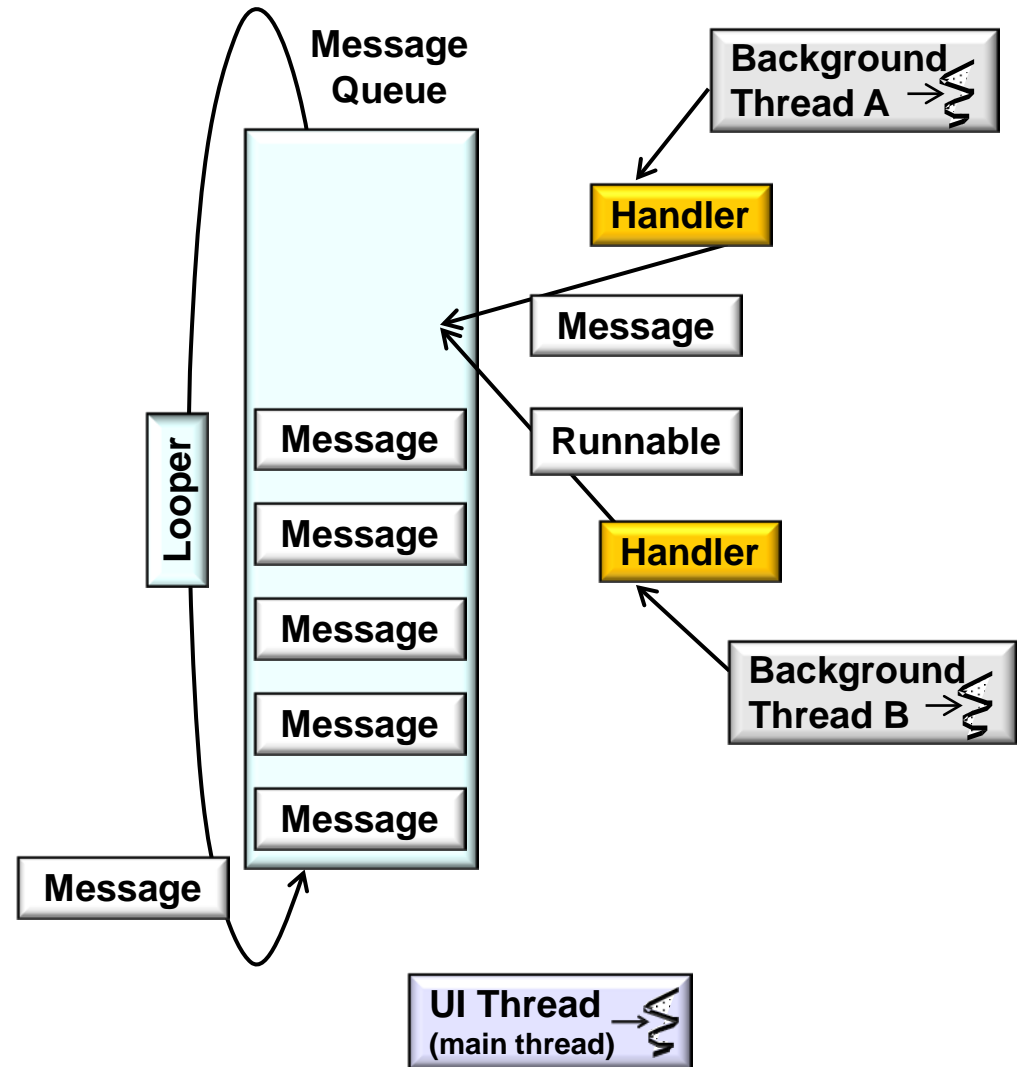 Message
Queue
Background
Thread A
Handler
Message
Message
Runnable
Looper
Message
Handler
Message
Background
Thread B
Message
Message
Message
UI Thread
(main thread)